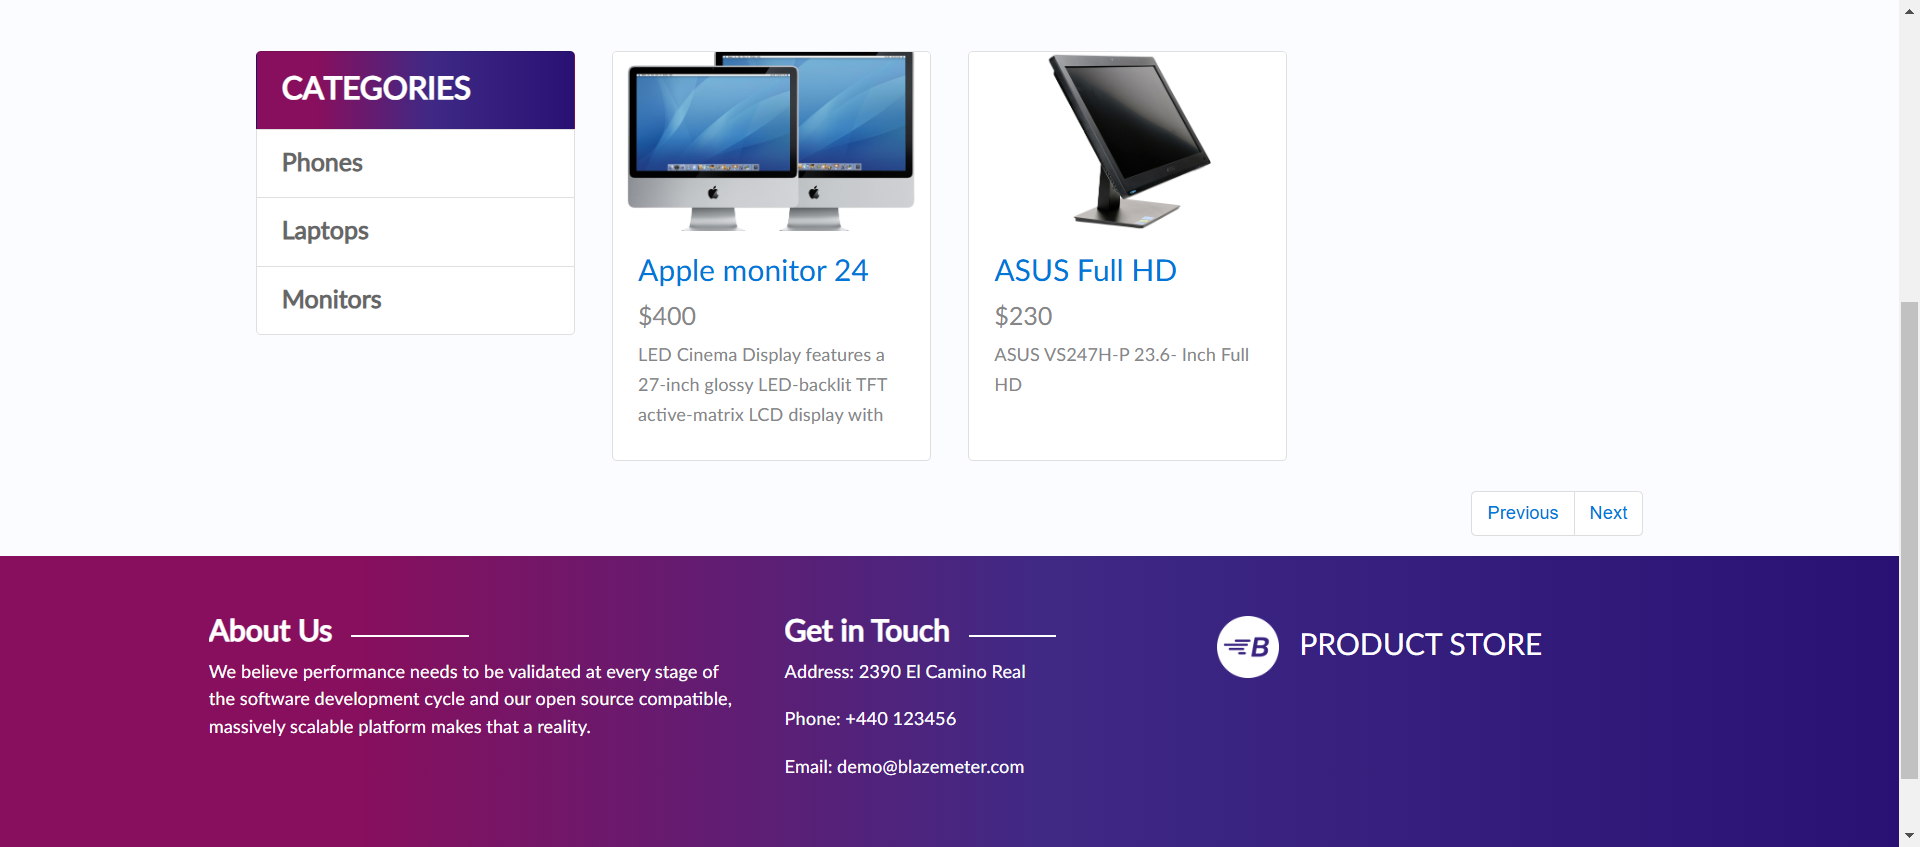 CATEGORIES
Phones
Laptops
Monitors
Apple monitor 24
$400
LED Cinema Display features a
27-inch glossy LED-backlit TFT
active-matrix LCD display with
ASUS Full HD
$230
ASUS VS247H-P 23.6- Inch Full
HD
Previous
Next
About Us
We believe performance needs to be validated at every stage of
the software development cycle and our open source compatible,
massively scalable platform makes that a reality.
Get in Touch
Address: 2390 El Camino Real
Phone: +440 123456
Email: demo@blazemeter.com
B
PRODUCT STORE